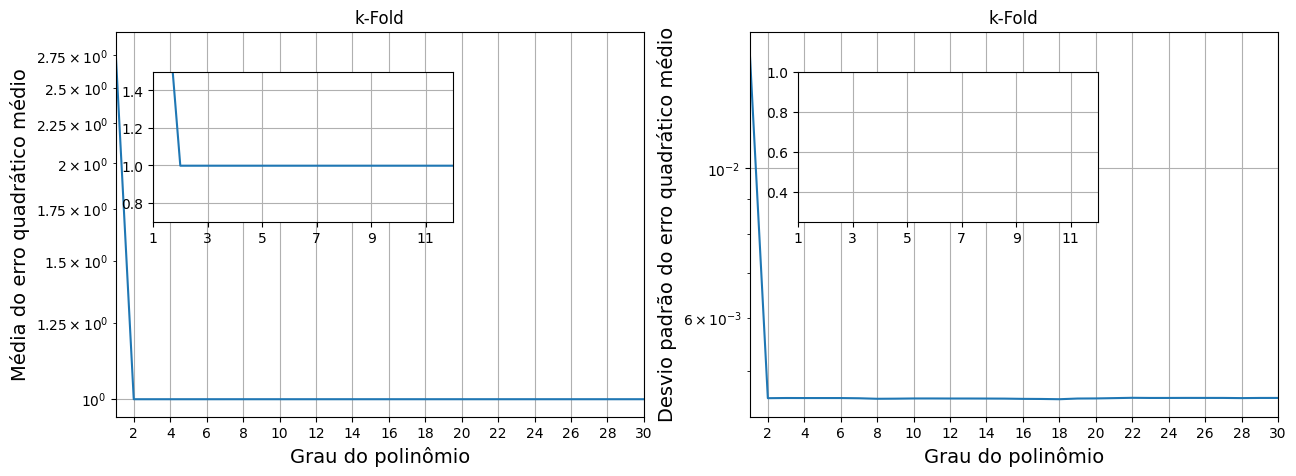 k-Fold
Média do erro quadrático médio
2.75 × 10⁰
2.5 × 10⁰
2.25 × 10⁰
2 × 10⁰
1.75 × 10⁰
1.5 × 10⁰
1.25 × 10⁰
10⁰
1.4
1.2
1.0
0.8
1 3 5 7 9 11
2 4 6 8 10 12 14 16 18 20 22 24 26 28 30
Grau do polinômio
k-Fold
Desvio padrão do erro quadrático médio
10⁻²
6 × 10⁻³
1.0
0.8
0.6
0.4
1 3 5 7 9 11
2 4 6 8 10 12 14 16 18 20 22 24 26 28 30
Grau do polinômio